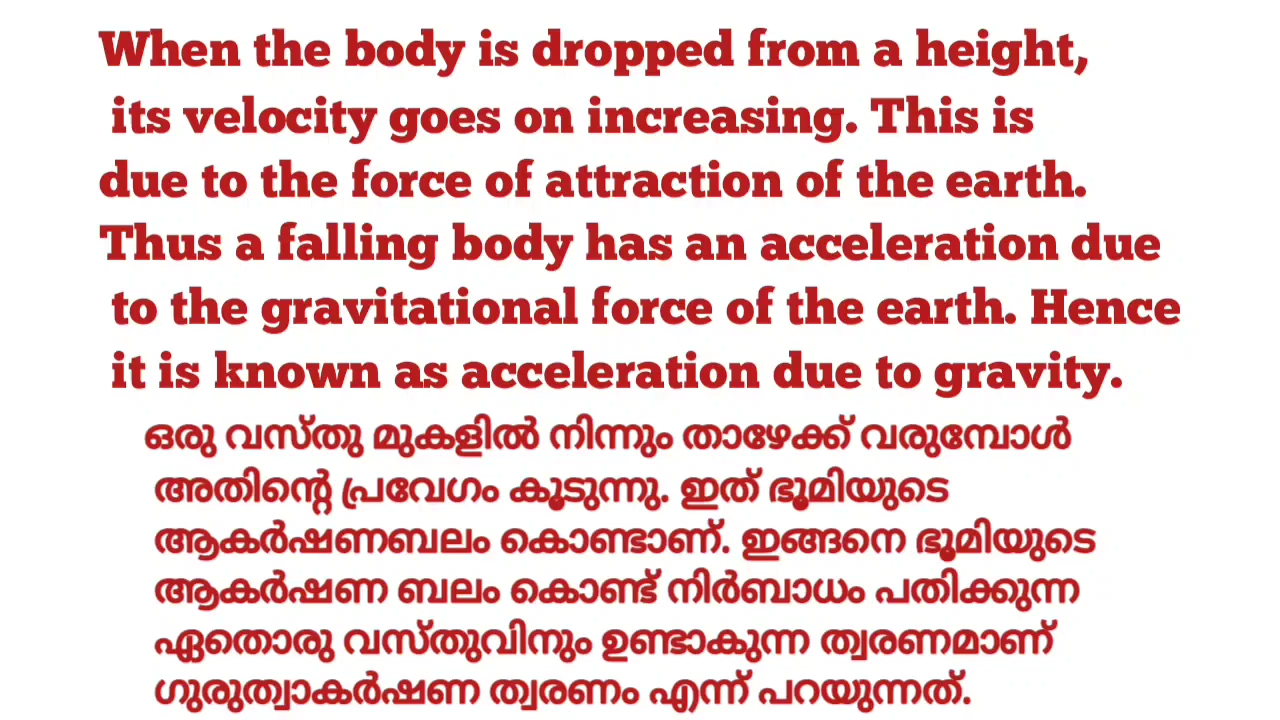 When the body is dropped from a height,
its velocity goes on increasing. This is
due to the force of attraction of the earth.
Thus a falling body has an acceleration due
to the gravitational force of the earth. Hence
it is known as acceleration due to gravity.
ഒരു വസ്തു മുകളിൽ നിന്നും താഴേക്ക് വരുമ്പോൾ
അതിന്റെ പ്രവേഗം കൂടുന്നു. ഇത് ഭൂമിയുടെ
ആകർഷണബലം കൊണ്ടാണ്. ഇങ്ങനെ ഭൂമിയുടെ
ആകർഷണ ബലം കൊണ്ട് നിർബാധം പതിക്കുന്ന
ഏതൊരു വസ്തുവിനും ഉണ്ടാകുന്ന ത്വരണമാണ്
ഗുരുത്വാകർഷണ ത്വരണം എന്ന് പറയുന്നത്.